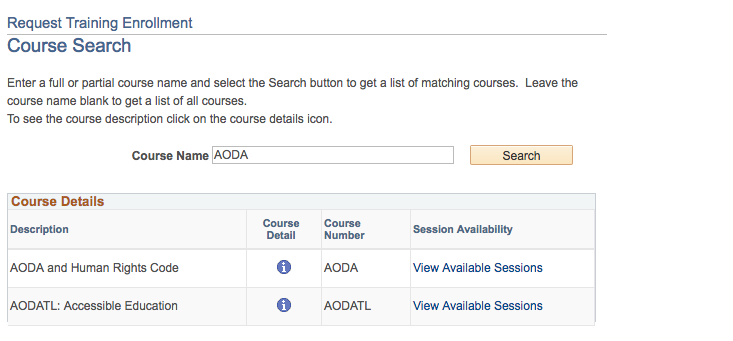 Request Training Enrollment
Course Search
Enter a full or partial course name and select the Search button to get a list of matching courses.  Leave the
course name blank to get a list of all courses.
To see the course description click on the course details icon.
Course Name AODA Search
Course Details
Description Course Detail Course Number Session Availability
AODA and Human Rights Code i AODA View Available Sessions
AODATL: Accessible Education i AODATL View Available Sessions